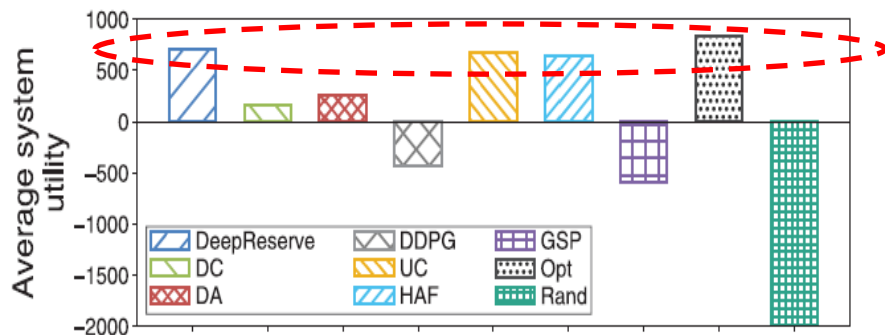 Average system
utility
1000
500
0
−500
−1000
−1500
−2000
DeepReserve
DDPG
GSP
DC
UC
Opt
DA
HAF
Rand